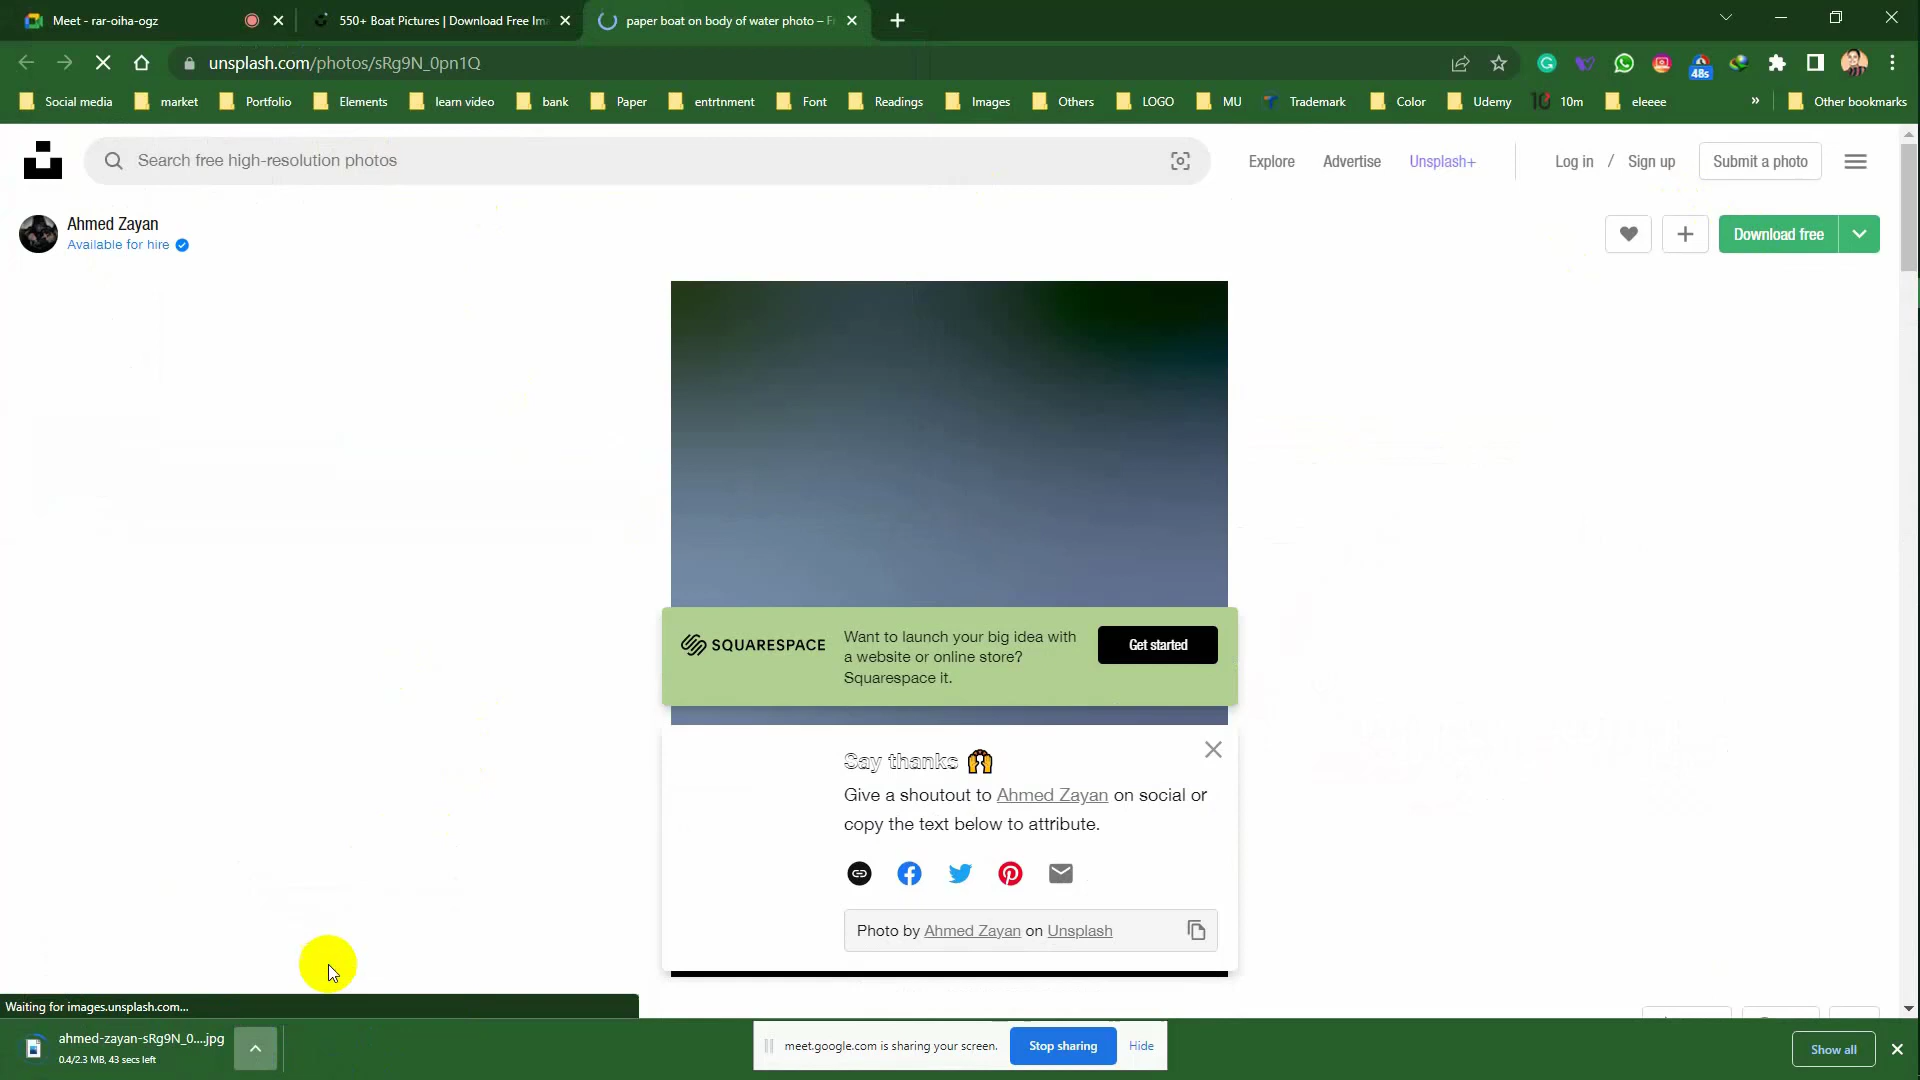 Meet - rar-oiha-ogz
550+ Boat Pictures | Download Free Ima
paper boat on body of water photo – Fr
unsplash.com/photos/sRg9N_0pn1Q
48s
Social media
market
Portfolio
Elements
learn video
bank
Paper
entrtnment
Font
Readings
Images
Others
LOGO
MU
Trademark
Color
Udemy
10m
eleeee
»
Other bookmarks
Search free high-resolution photos
Explore
Advertise
Unsplash+
Log in / Sign up
Submit a photo
Ahmed Zayan
Available for hire
Download free
SQUARESPACE
Want to launch your big idea with
a website or online store?
Squarespace it.
Get started
Say thanks 🙌
Give a shoutout to Ahmed Zayan on social or
copy the text below to attribute.
Photo by Ahmed Zayan on Unsplash
Waiting for images.unsplash.com...
ahmed-zayan-sRg9N_0....jpg
0.4/2.3 MB, 43 secs left
meet.google.com is sharing your screen.
Stop sharing
Hide
Show all